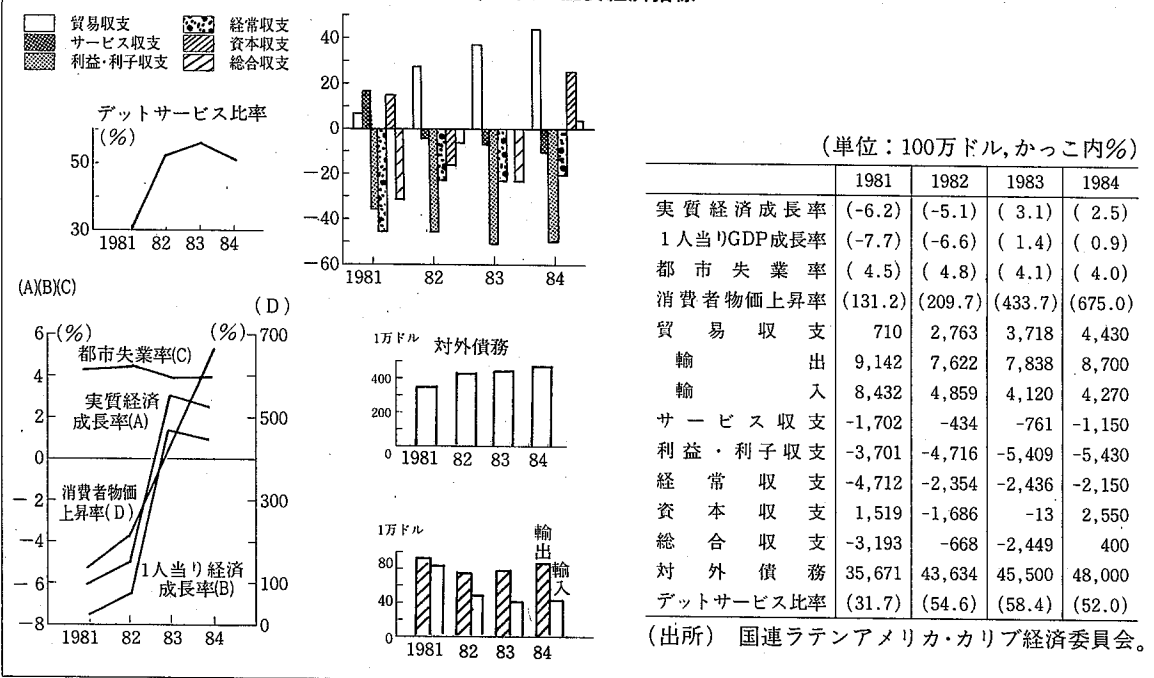 貿易収支 経常収支
サービス収支 資本収支
利益・利子収支 総合収支
デットサービス比率
(%)
50
30
1981 82 83 84
40
20
0
−20
−40
−60
1981 82 83 84
(A)(B)(C) (D)
(%) (%)
6
4
2
0
−2
−4
−6
−8
700
500
300
100
0
都市失業率(C)
実質経済
成長率(A)
消費者物価
上昇率(D)
1人当り経済
成長率(B)
1981 82 83 84
1万ドル 対外債務
400
200
0
1981 82 83 84
1万ドル
80
40
0
輸出
輸入
1981 82 83 84
(単位:100万ドル,かっこ内%)
1981 1982 1983 1984
実質経済成長率 (-6.2) (-5.1) ( 3.1) ( 2.5)
1人当りGDP成長率 (-7.7) (-6.6) ( 1.4) ( 0.9)
都市失業率 ( 4.5) ( 4.8) ( 4.1) ( 4.0)
消費者物価上昇率 (131.2) (209.7) (433.7) (675.0)
貿易収支 710 2,763 3,718 4,430
輸出 9,142 7,622 7,838 8,700
輸入 8,432 4,859 4,120 4,270
サービス収支 -1,702 -434 -761 -1,150
利益・利子収支 -3,701 -4,716 -5,409 -5,430
経常収支 -4,712 -2,354 -2,436 -2,150
資本収支 1,519 -1,686 -13 2,550
総合収支 -3,193 -668 -2,449 400
対外債務 35,671 43,634 45,500 48,000
デットサービス比率 (31.7) (54.6) (58.4) (52.0)
(出所) 国連ラテンアメリカ・カリブ経済委員会。